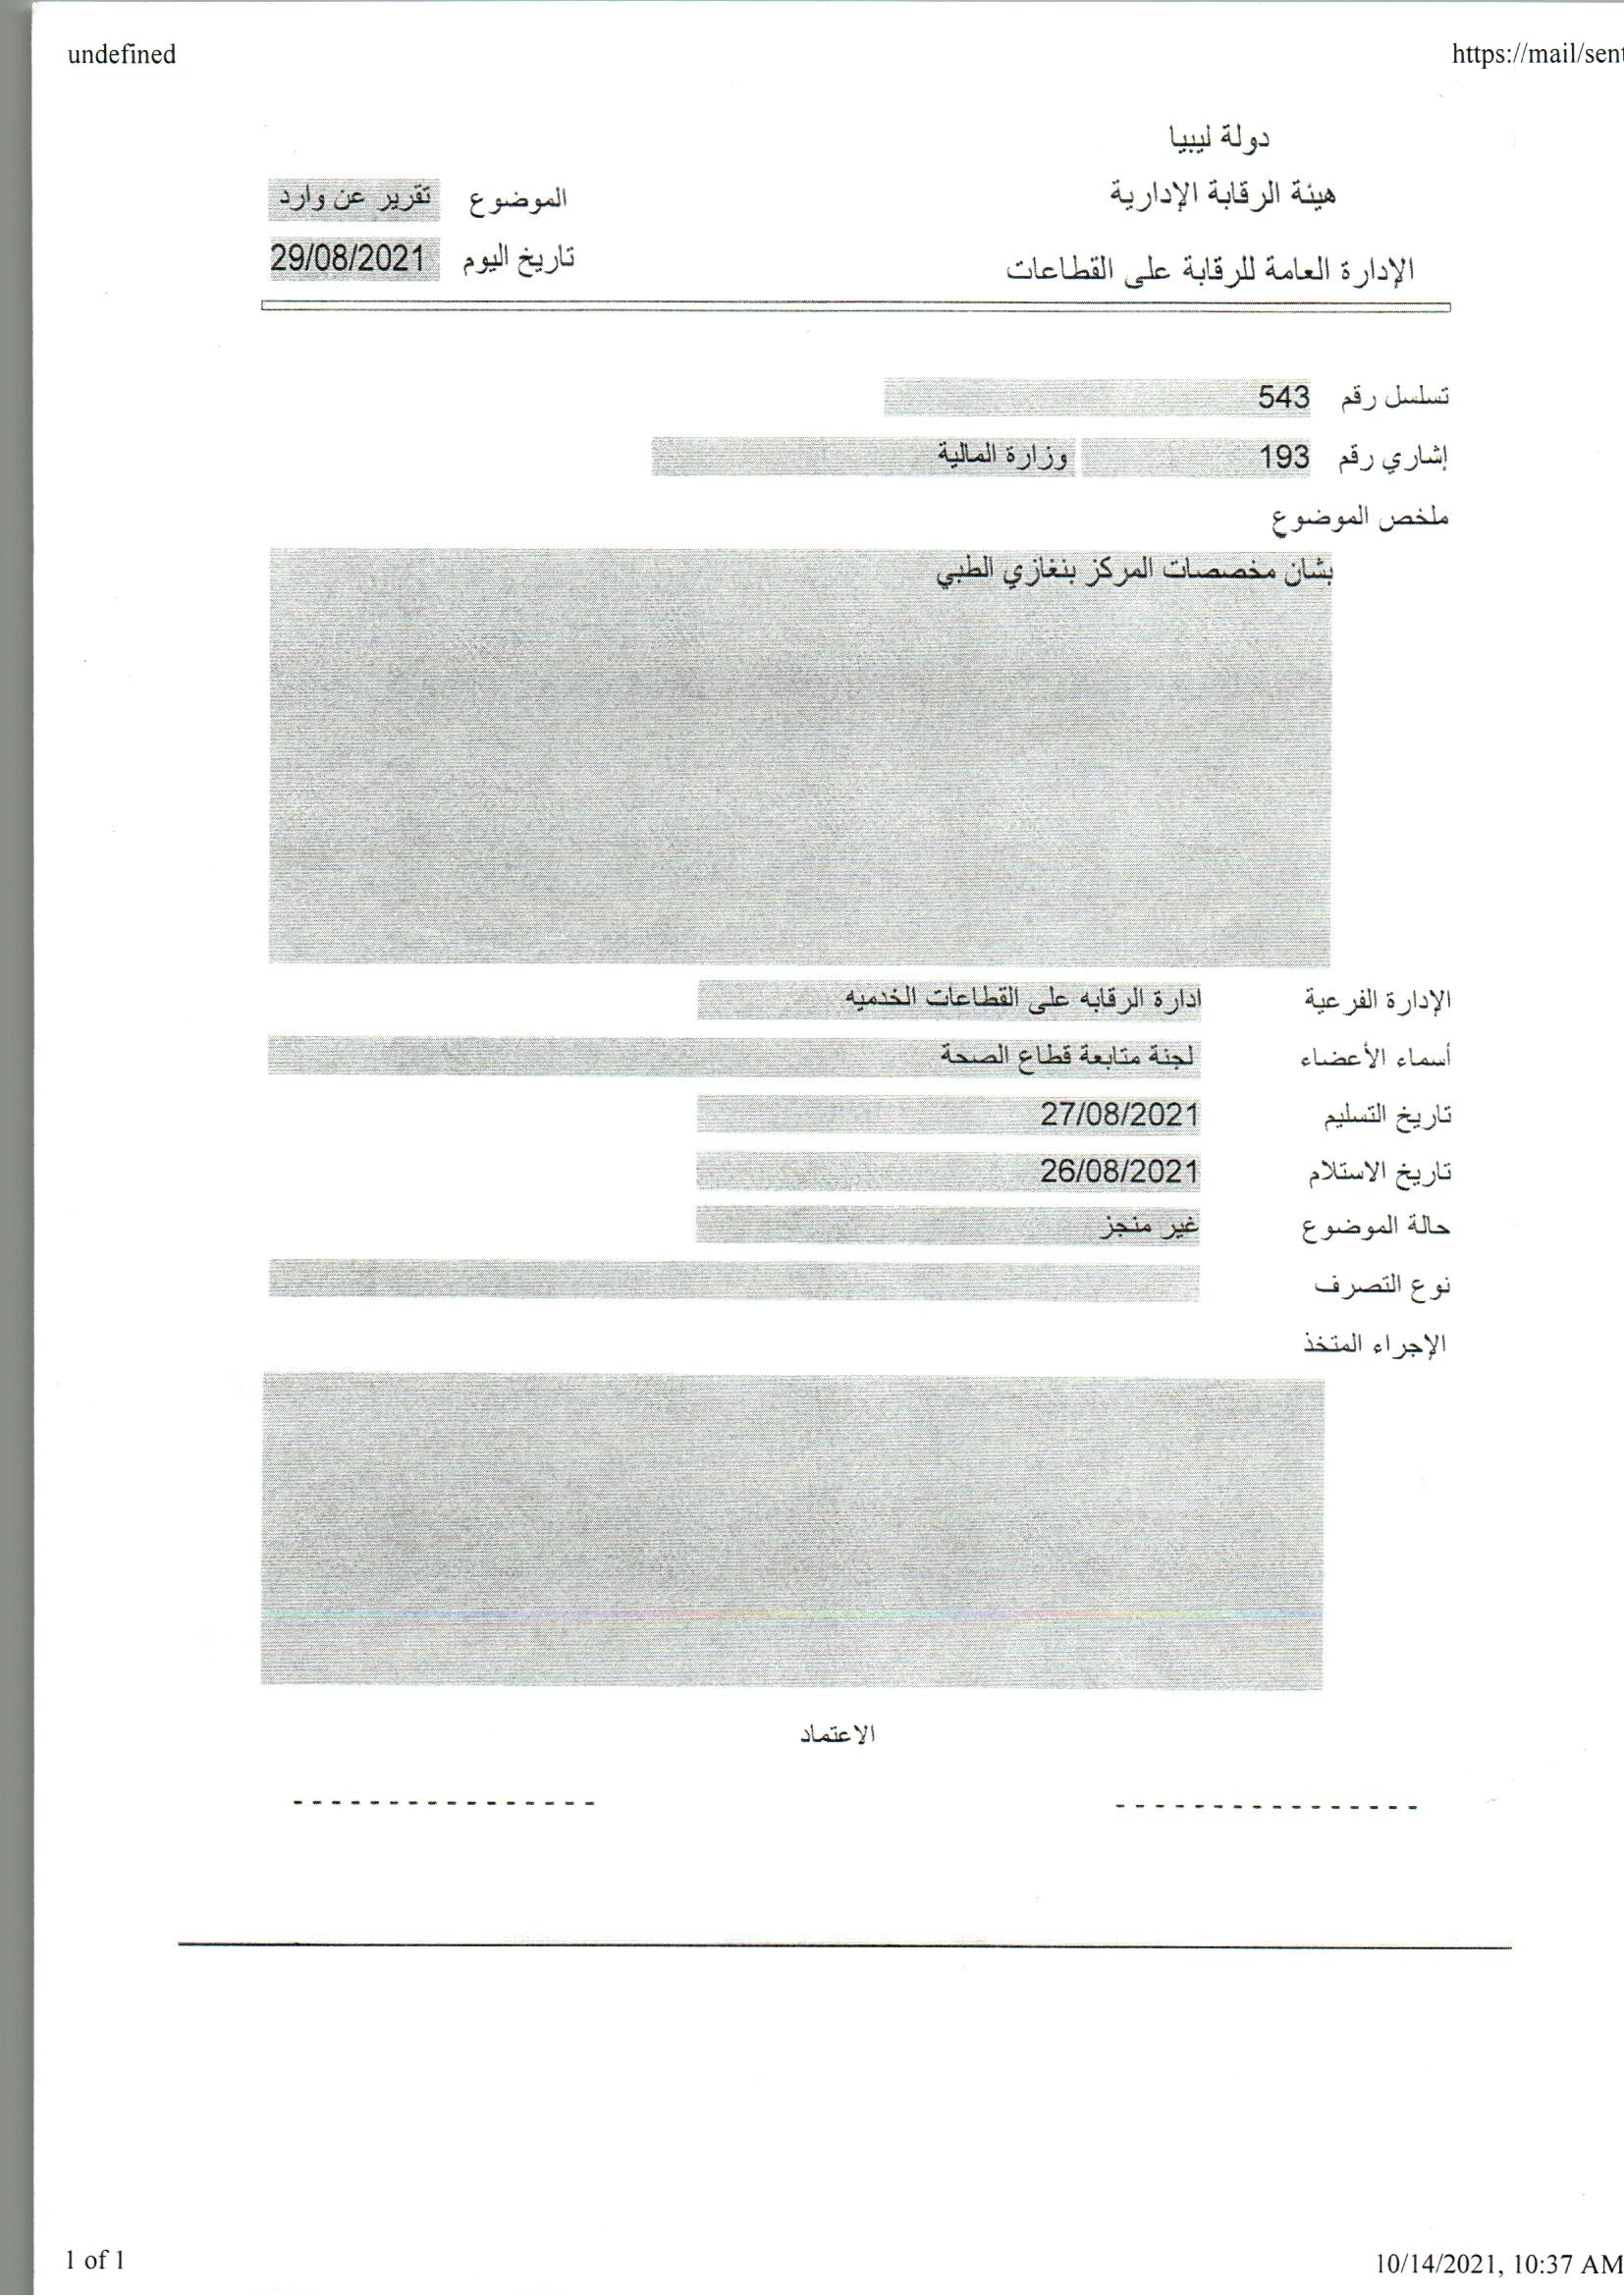 undefined https://mail/sent
دولة ليبيا
هيئة الرقابة الإدارية
الموضوع تقرير عن وارد
الإدارة العامة للرقابة على القطاعات
تاريخ اليوم 29/08/2021
تسلسل رقم 543
إشاري رقم 193 وزارة المالية
ملخص الموضوع
بشان مخصصات المركز بنغازي الطبي
الإدارة الفرعية ادارة الرقابه على القطاعات الخدميه
أسماء الأعضاء لجنة متابعة قطاع الصحة
تاريخ التسليم 27/08/2021
تاريخ الاستلام 26/08/2021
حالة الموضوع غير منجز
نوع التصرف
الإجراء المتخذ
الاعتماد
1 of 1 10/14/2021, 10:37 AM